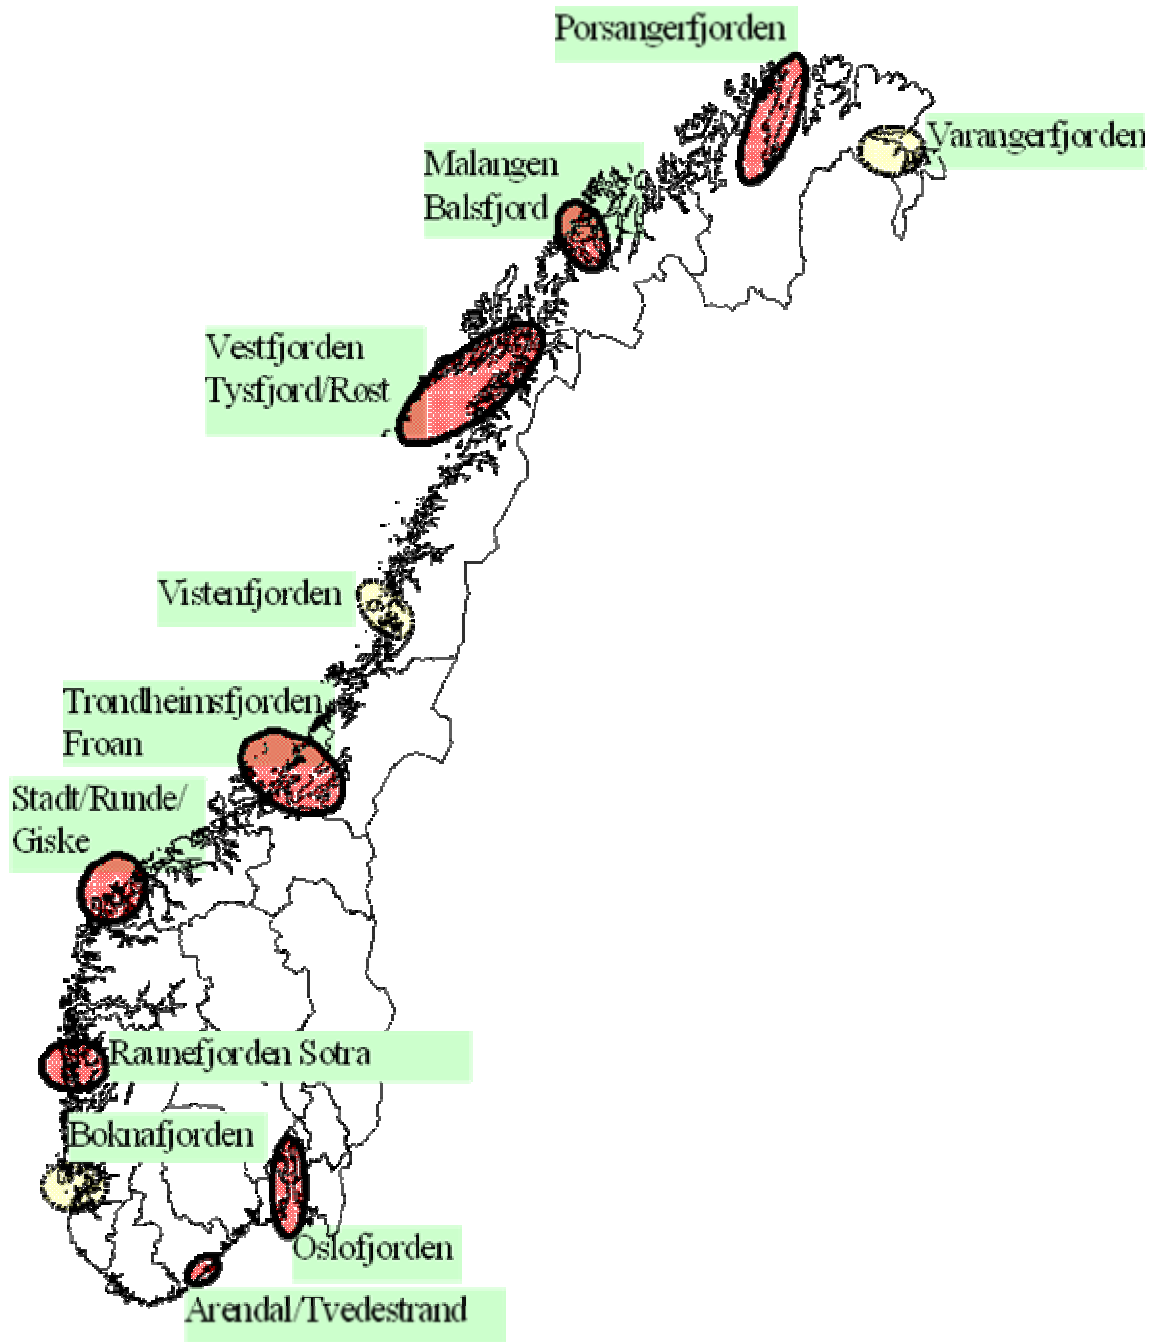 Porsangerfjorden
Varangerfjorden
Malangen
Balsfjord
Vestfjorden
Tysfjord/Røst
Vistenfjorden
Trondheimsfjorden
Froan
Stadt/Runde/
Giske
Raunefjorden Sotra
Boknafjorden
Oslofjorden
Arendal/Tvedestrand